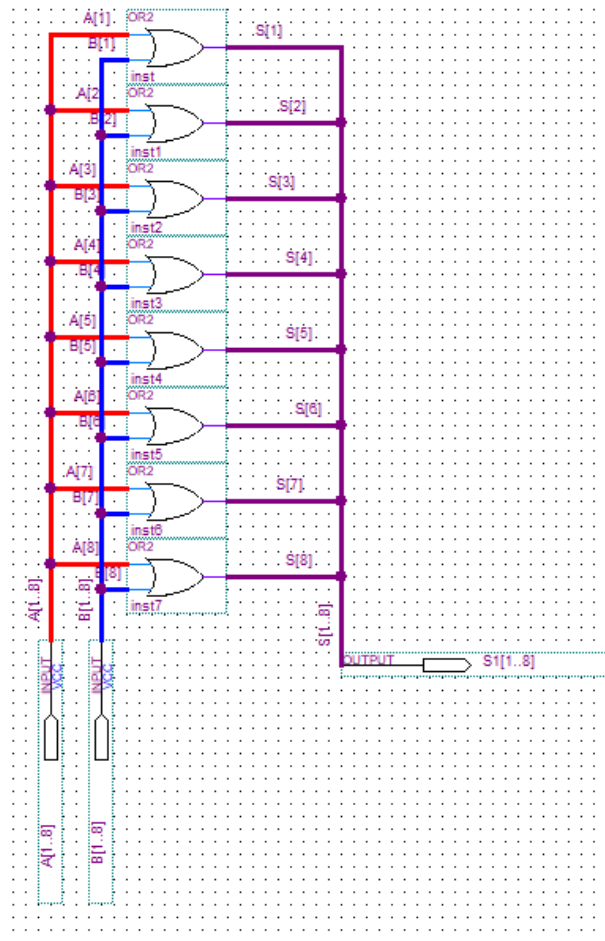 A[1]. OR2
S[1]
B[1]
inst
A[2 OR2
S[2]
B[2]
inst1
A[3] OR2
S[3]
B[3]
inst2
A[4] OR2
S[4].
B[4
inst3
A[5] OR2
S[5].
B[5]
inst4
A[6] OR2
S[6]
B[6
inst5
A[7] OR2
S[7].
B[7]
inst6
A[8] OR2
S[8].
B[8]
inst7
A[1..8]
B[1..8]
S[1..8]
OUTPUT S1[1..8]
INPUT
VCC
INPUT
VCC
A[1..8]
B[1..8]